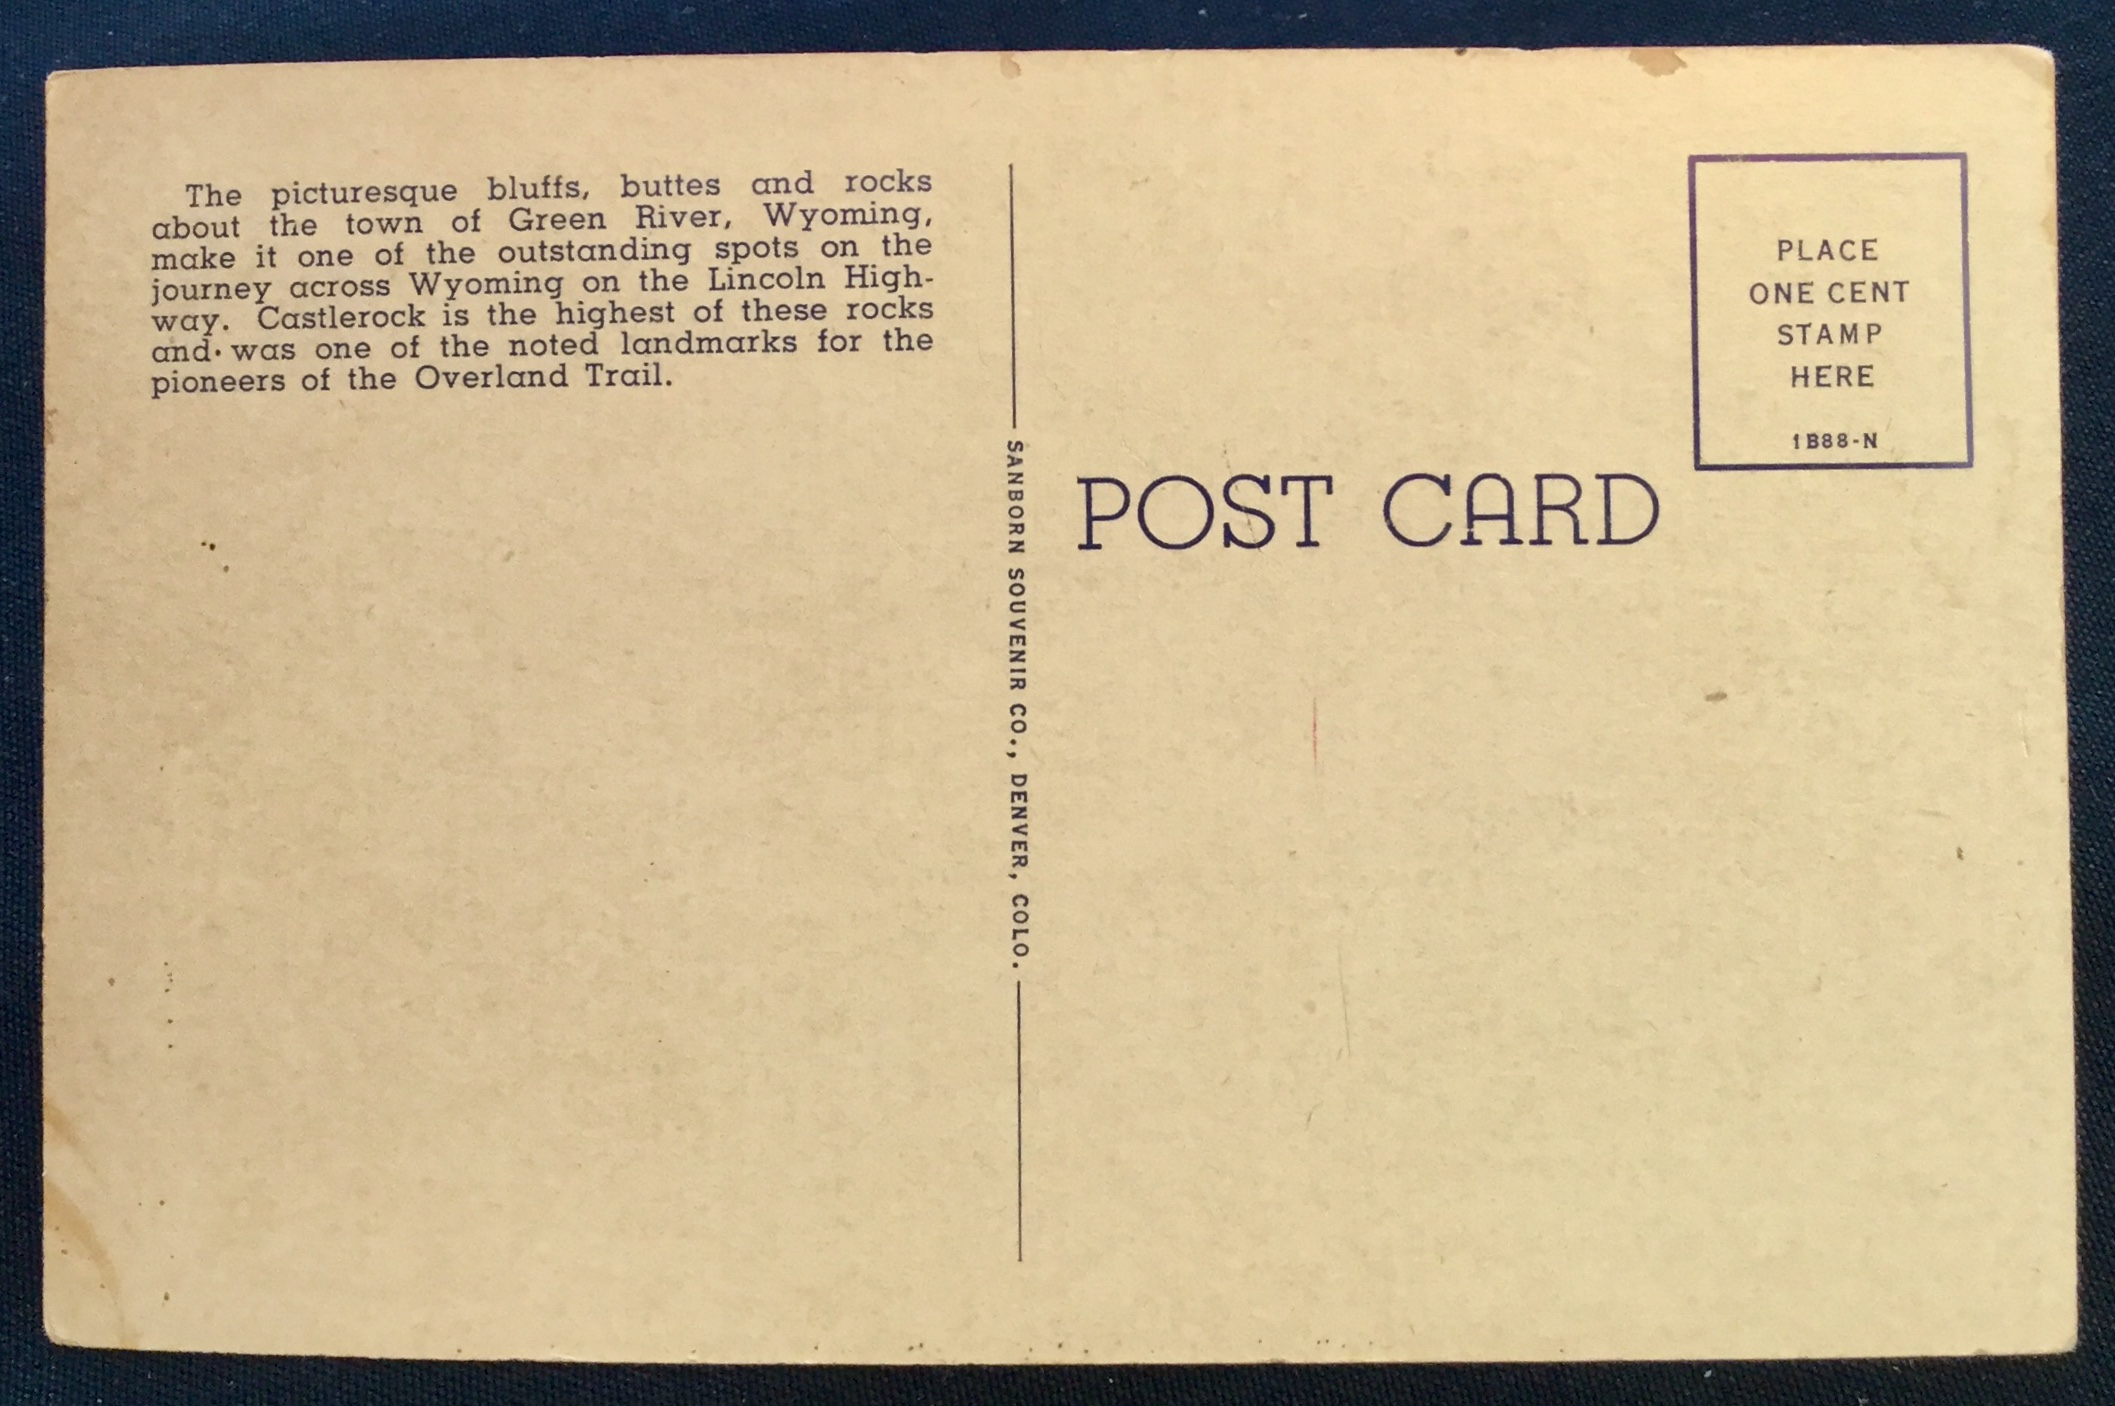 The picturesque bluffs, buttes and rocks
about the town of Green River, Wyoming,
make it one of the outstanding spots on the
journey across Wyoming on the Lincoln High-
way. Castlerock is the highest of these rocks
and was one of the noted landmarks for the
pioneers of the Overland Trail.
SANBORN SOUVENIR CO., DENVER, COLO.
POST CARD
PLACE
ONE CENT
STAMP
HERE
1B88-N